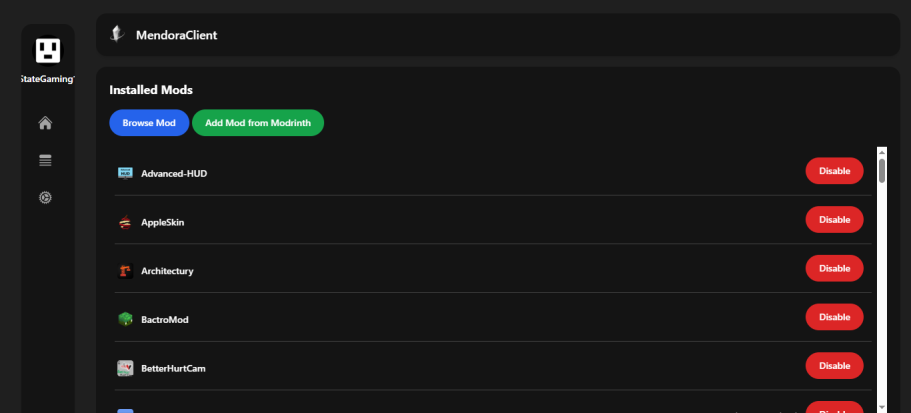 MendoraClient
StateGaming
Installed Mods
Browse Mod
Add Mod from Modrinth
Advanced-HUD
Disable
AppleSkin
Disable
Architectury
Disable
BactroMod
Disable
BetterHurtCam
Disable
Disable